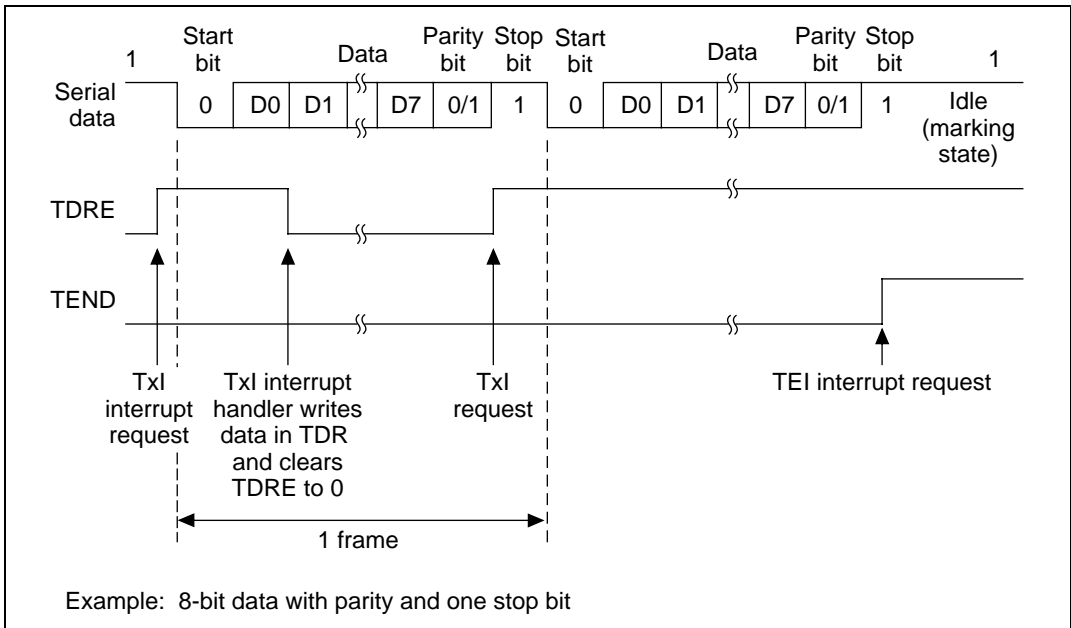 1 Start bit Data Parity bit Stop bit Start bit Data Parity bit Stop bit 1
Serial data 0 D0 D1 D7 0/1 1 0 D0 D1 D7 0/1 1 Idle (marking state)
TDRE
TEND
TxI interrupt request
TxI interrupt handler writes data in TDR and clears TDRE to 0
TxI request
TEI interrupt request
1 frame
Example: 8-bit data with parity and one stop bit